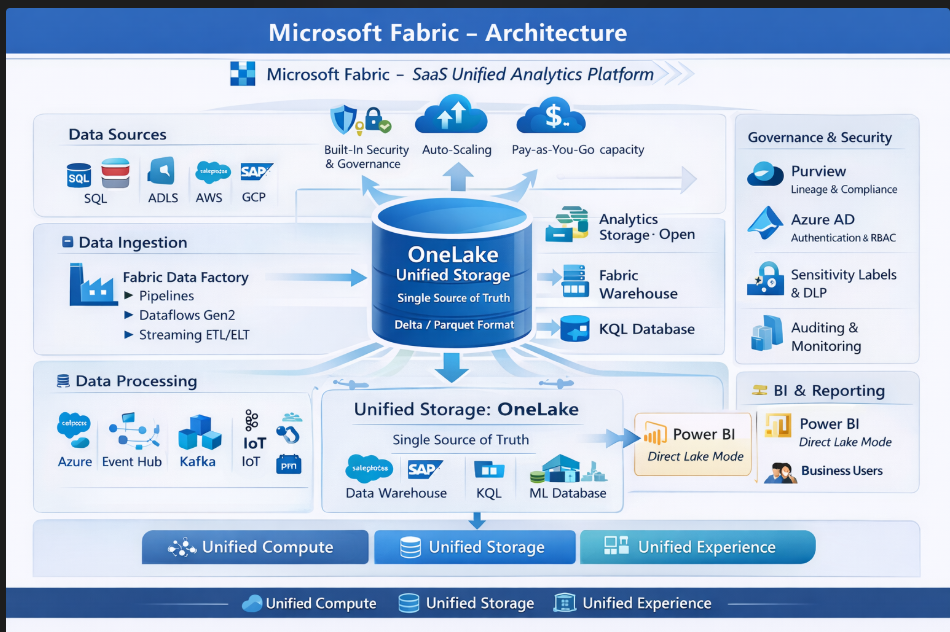 Microsoft Fabric – Architecture
Microsoft Fabric – SaaS Unified Analytics Platform
Data Sources
SQL
SAP
SQL
ADLS
AWS
GCP
Built-In Security
& Governance
Auto-Scaling
$
Pay-as-You-Go capacity
Data Ingestion
Fabric Data Factory
► Pipelines
► Dataflows Gen2
► Streaming ETL/ELT
OneLake
Unified Storage
Single Source of Truth
Delta / Parquet Format
Analytics
Storage · Open
Fabric
Warehouse
KQL Database
Governance & Security
Purview
Lineage & Compliance
Azure AD
Authentication & RBAC
Sensitivity Labels
& DLP
Auditing &
Monitoring
Data Processing
Azure
Event Hub
Kafka
IoT
IoT
Unified Storage: OneLake
Single Source of Truth
SAP
Data Warehouse
KQL
ML Database
Power BI
Direct Lake Mode
BI & Reporting
Power BI
Direct Lake Mode
Business Users
Unified Compute
Unified Storage
Unified Experience
Unified Compute
Unified Storage
Unified Experience